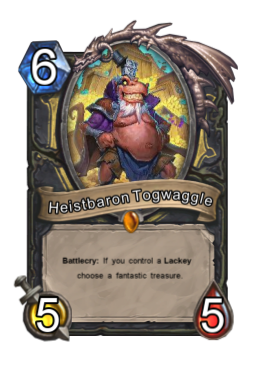 6
Heistbaron Togwaggle
Battlecry: If you control a Lackey
choose a fantastic treasure.
5 5